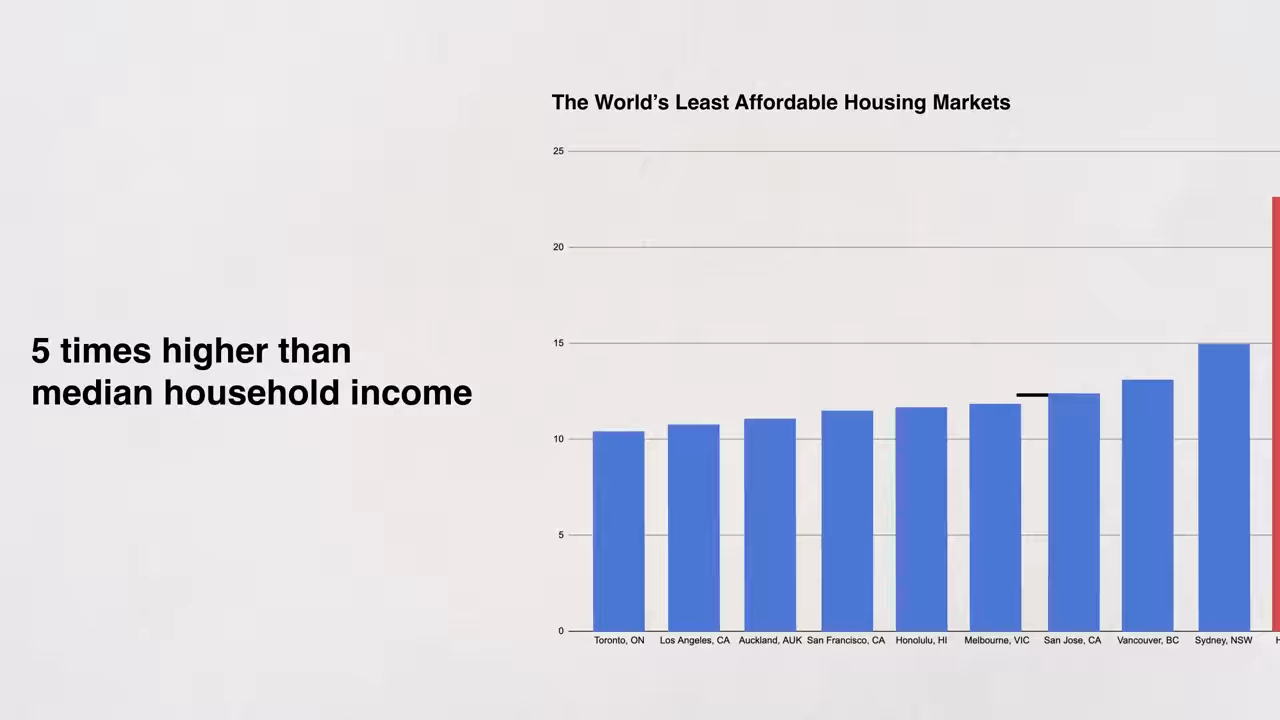 The World’s Least Affordable Housing Markets
25
20
15
10
5
0
5 times higher than
median household income
Toronto, ON Los Angeles, CA Auckland, AUK San Francisco, CA Honolulu, HI Melbourne, VIC San Jose, CA Vancouver, BC Sydney, NSW